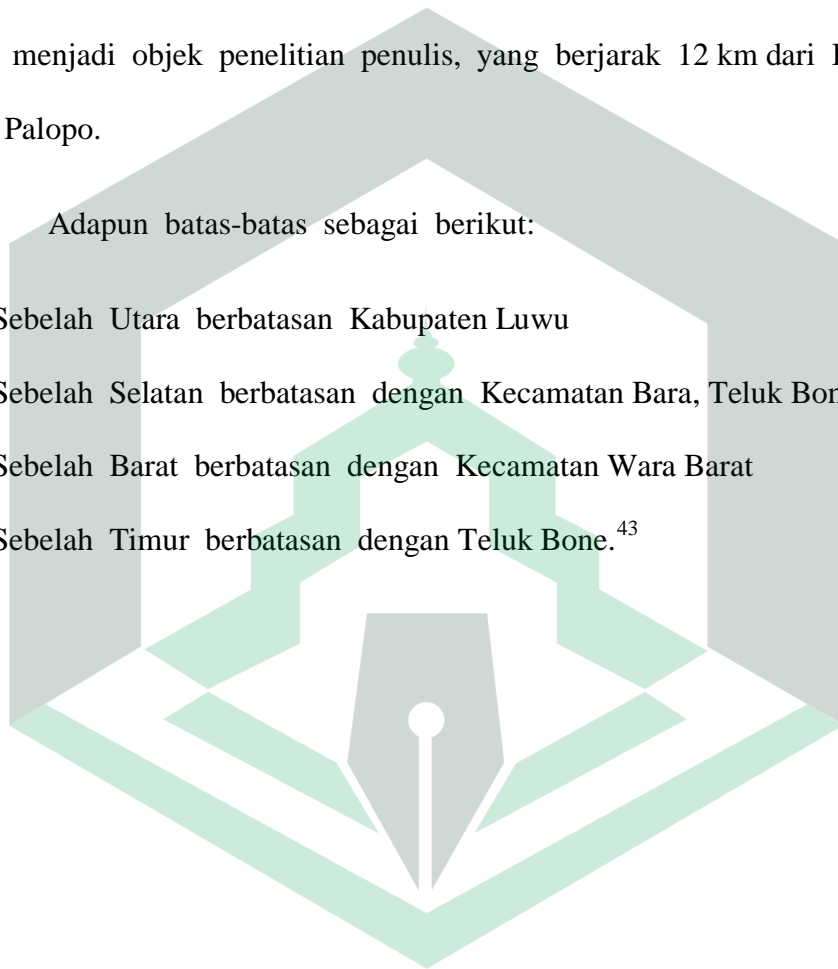 menjadi objek penelitian penulis, yang berjarak 12 km dari
Palopo.
Adapun batas-batas sebagai berikut:
Sebelah Utara berbatasan Kabupaten Luwu
Sebelah Selatan berbatasan dengan Kecamatan Bara, Teluk
Sebelah Barat berbatasan dengan Kecamatan Wara Barat
Sebelah Timur berbatasan dengan Teluk Bone.43